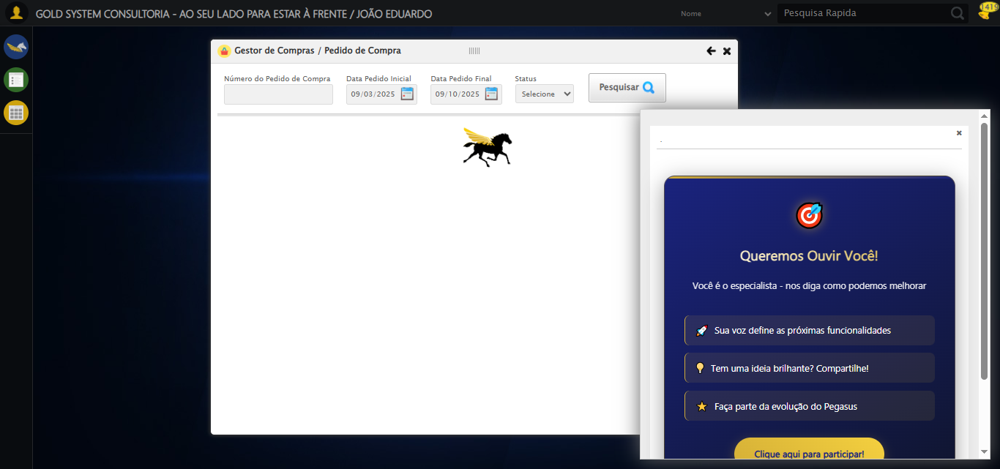 GOLD SYSTEM CONSULTORIA - AO SEU LADO PARA ESTAR À FRENTE / JOÃO EDUARDO
Nome
Pesquisa Rapida
1419
Gestor de Compras / Pedido de Compra
Número do Pedido de Compra
Data Pedido Inicial
Data Pedido Final
Status
09/03/2025
09/10/2025
Selecione
Pesquisar
.
Queremos Ouvir Você!
Você é o especialista - nos diga como podemos melhorar
Sua voz define as próximas funcionalidades
Tem uma ideia brilhante? Compartilhe!
Faça parte da evolução do Pegasus
Clique aqui para participar!